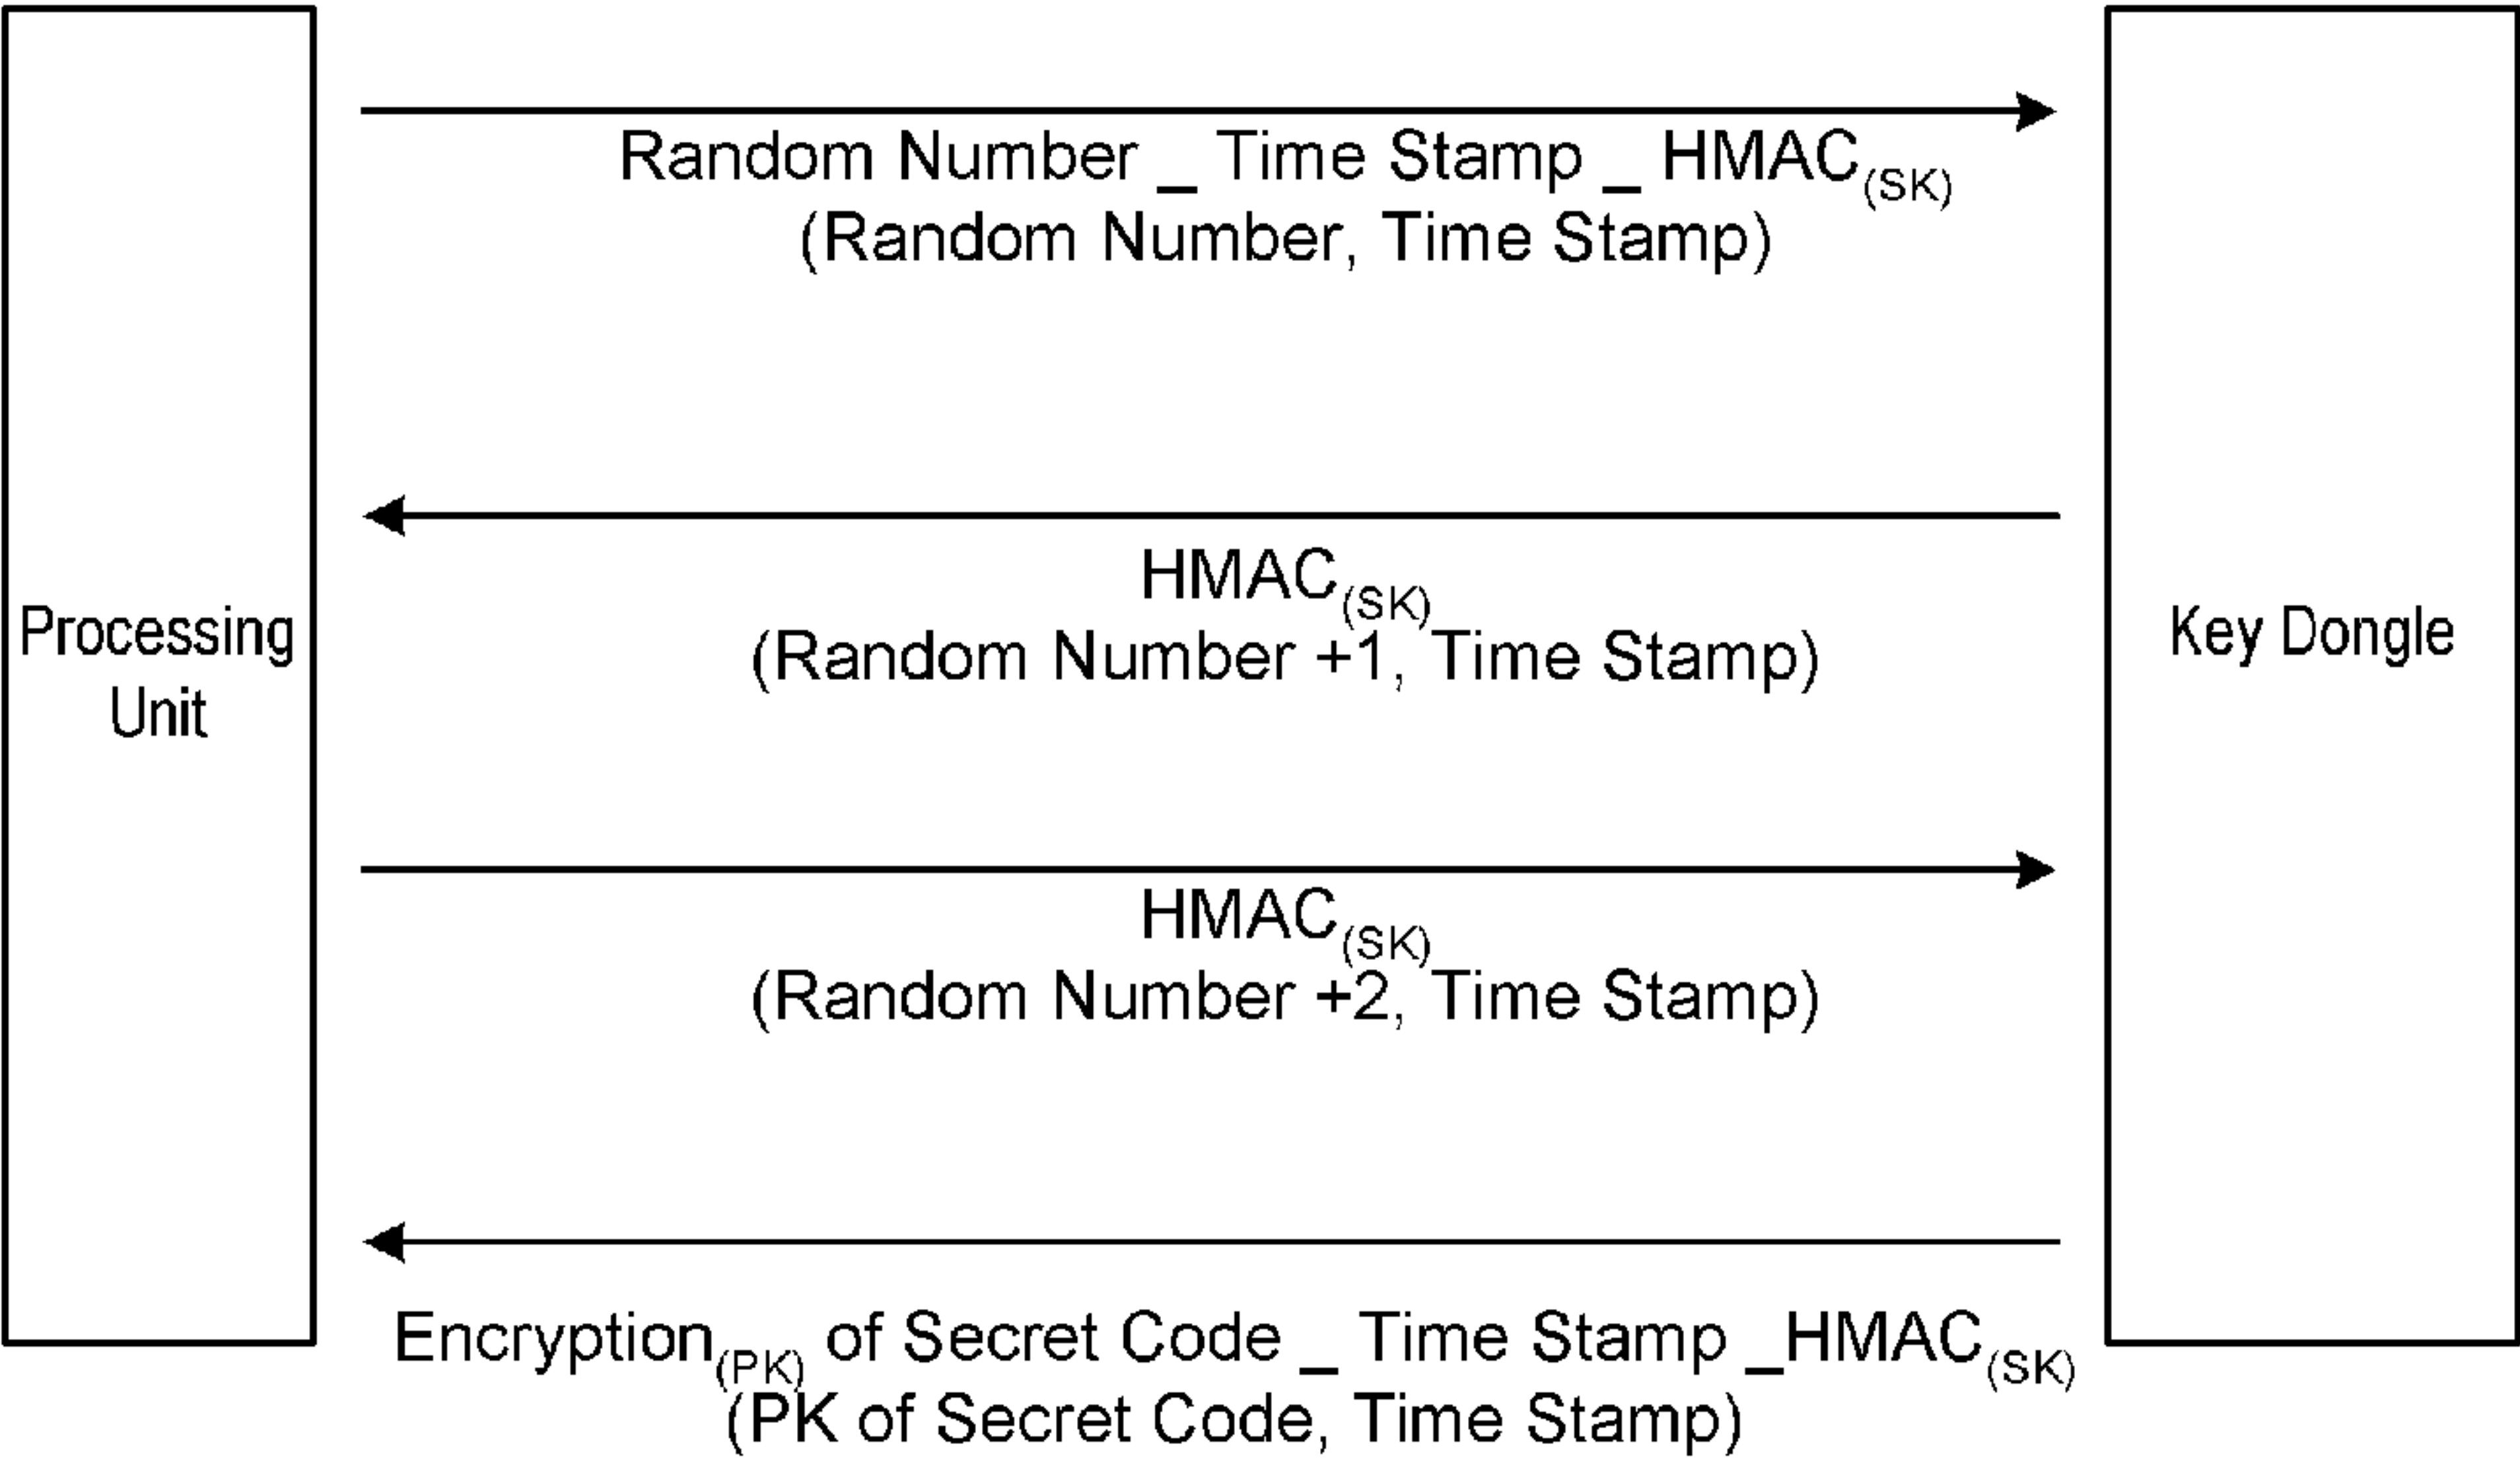 Random Number _ Time Stamp _ HMAC(SK)
(Random Number, Time Stamp)
HMAC(SK)
(Random Number +1, Time Stamp)
Processing
Unit
Key Dongle
HMAC(SK)
(Random Number +2, Time Stamp)
Encryption(PK) of Secret Code _ Time Stamp _HMAC(SK)
(PK of Secret Code, Time Stamp)